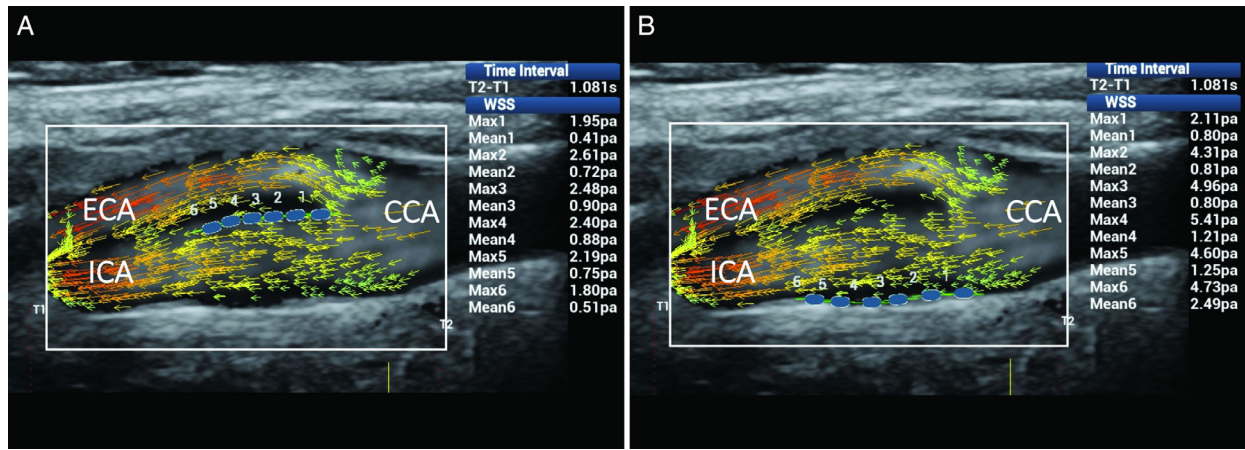 A
Time Interval
T2-T1 1.081s
WSS
Max1 1.95pa
Mean1 0.41pa
Max2 2.61pa
Mean2 0.72pa
Max3 2.48pa
Mean3 0.90pa
Max4 2.40pa
Mean4 0.88pa
Max5 2.19pa
Mean5 0.75pa
Max6 1.80pa
Mean6 0.51pa
6 5 4 3 2 1
ECA
CCA
ICA
T1
T2
B
Time Interval
T2-T1 1.081s
WSS
Max1 2.11pa
Mean1 0.80pa
Max2 4.31pa
Mean2 0.81pa
Max3 4.96pa
Mean3 0.80pa
Max4 5.41pa
Mean4 1.21pa
Max5 4.60pa
Mean5 1.25pa
Max6 4.73pa
Mean6 2.49pa
ECA
CCA
ICA
6 5 4 3 2 1
T1
T2